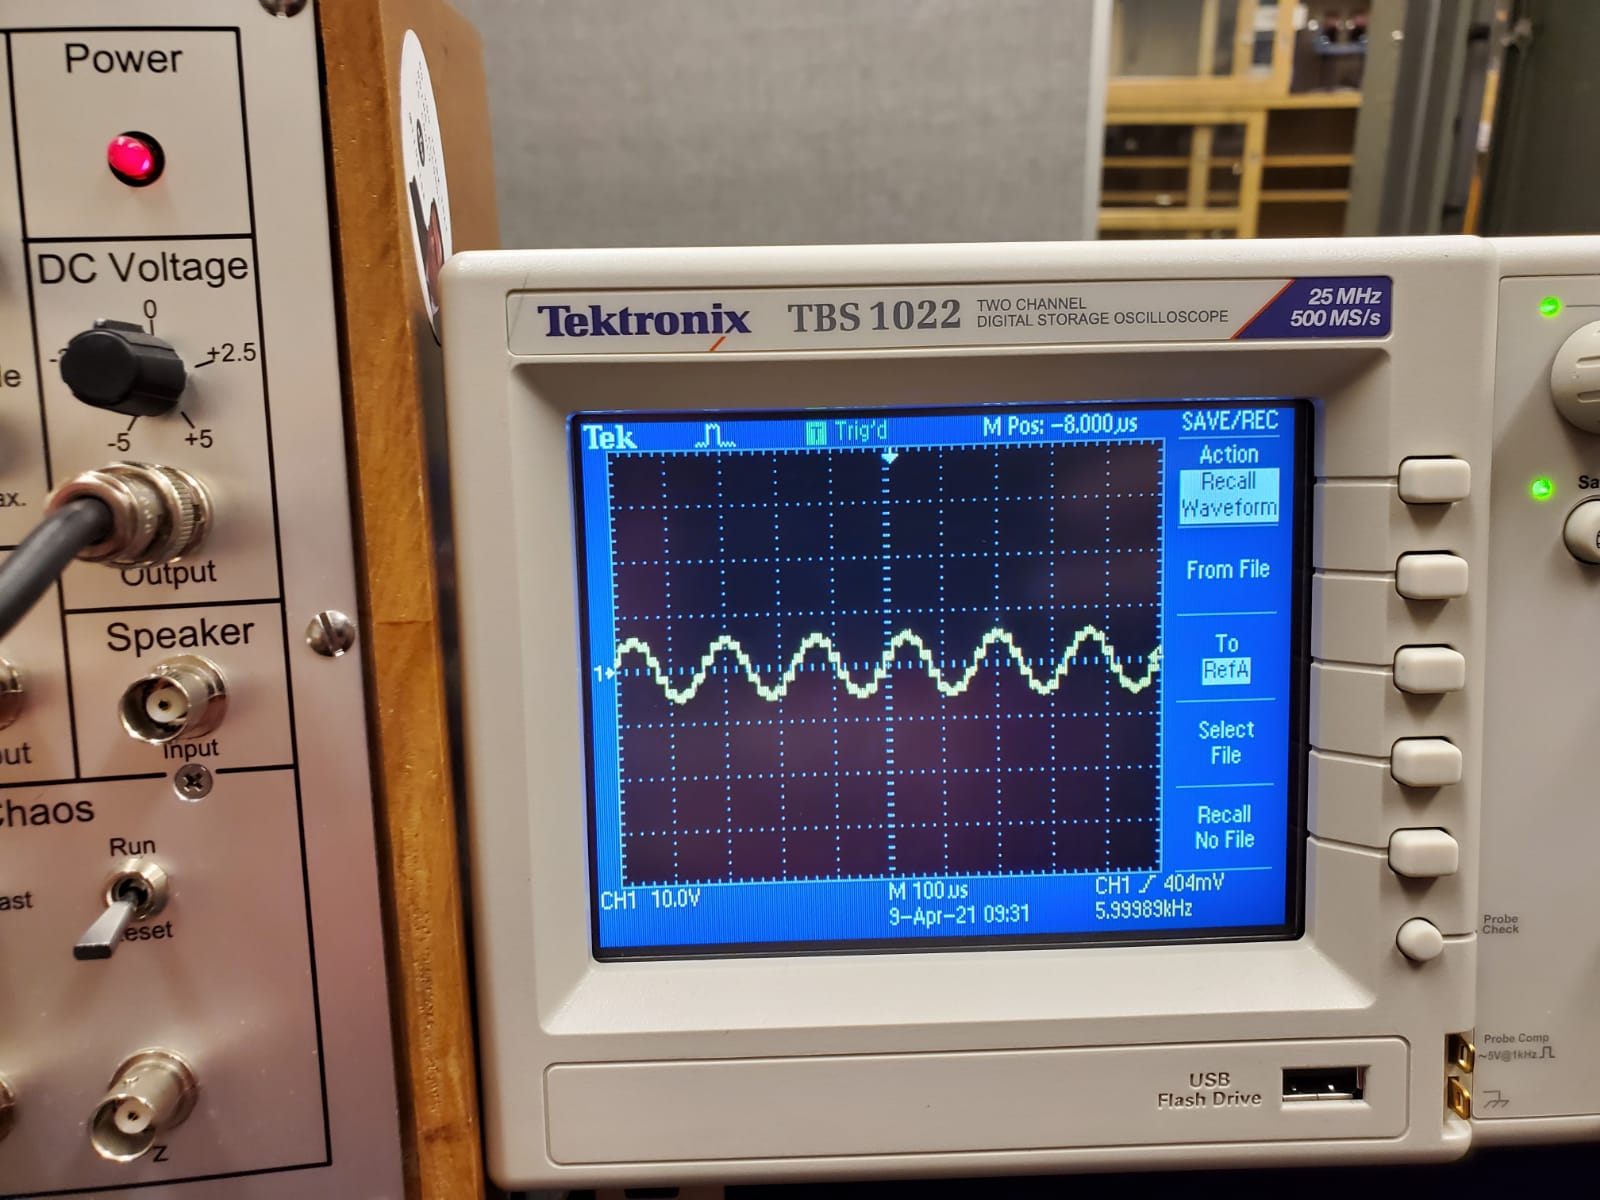 Power
DC Voltage
0
+2.5
-5
+5
Output
Speaker
Input
Chaos
Run
Z
Tektronix TBS 1022 TWO CHANNEL
DIGITAL STORAGE OSCILLOSCOPE
25 MHz
500 MS/s
Tek T Trig'd M Pos: -8.000µs SAVE/REC
Action
Recall
Waveform
From File
To
RefA
Select
File
Recall
No File
1
CH1 10.0V M 100µs CH1 404mV
9-Apr-21 09:31 5.99989kHz
Probe
Check
Probe Comp
~5V@1kHz
USB
Flash Drive